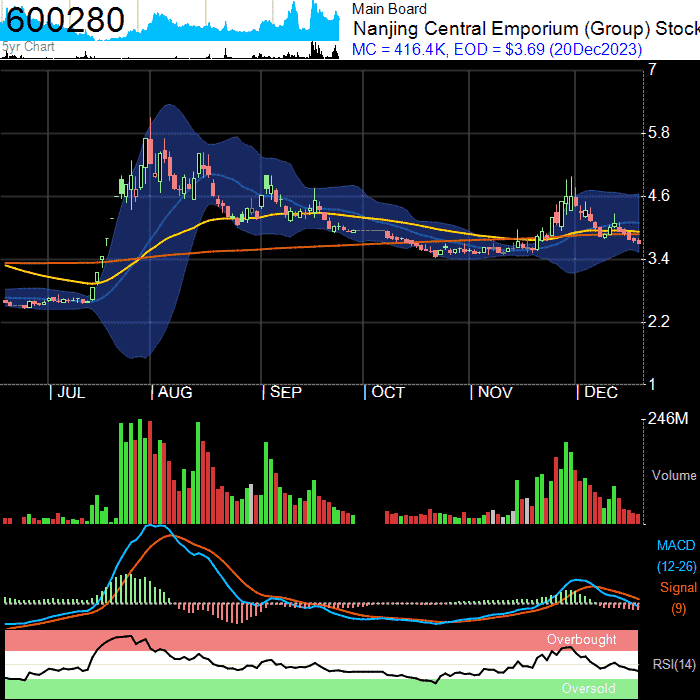 600280
5yr Chart
Main Board
Nanjing Central Emporium (Group) Stock
MC = 416.4K, EOD = $3.69 (20Dec2023)
7
5.8
4.6
3.4
2.2
1
| JUL | AUG | SEP | OCT | NOV | DEC
246M
Volume
MACD
(12-26)
Signal
(9)
Overbought
RSI(14)
Oversold